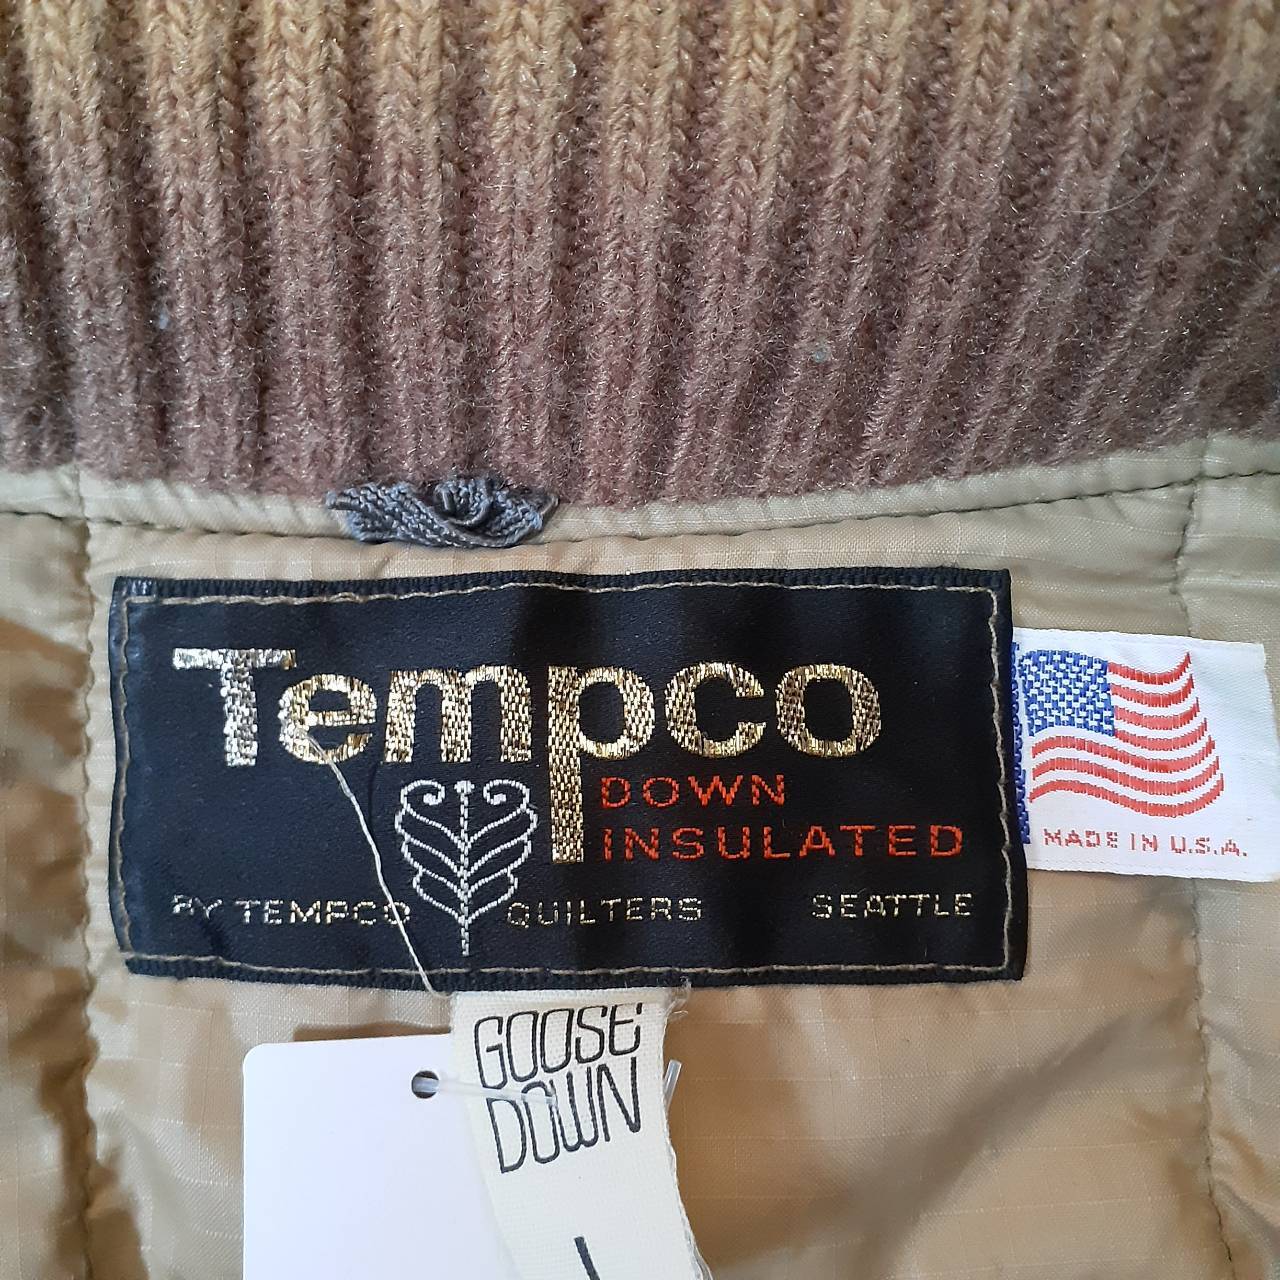 Tempco
DOWN
INSULATED
BY TEMPCO QUILTERS SEATTLE
MADE IN U.S.A.
GOOSE
DOWN